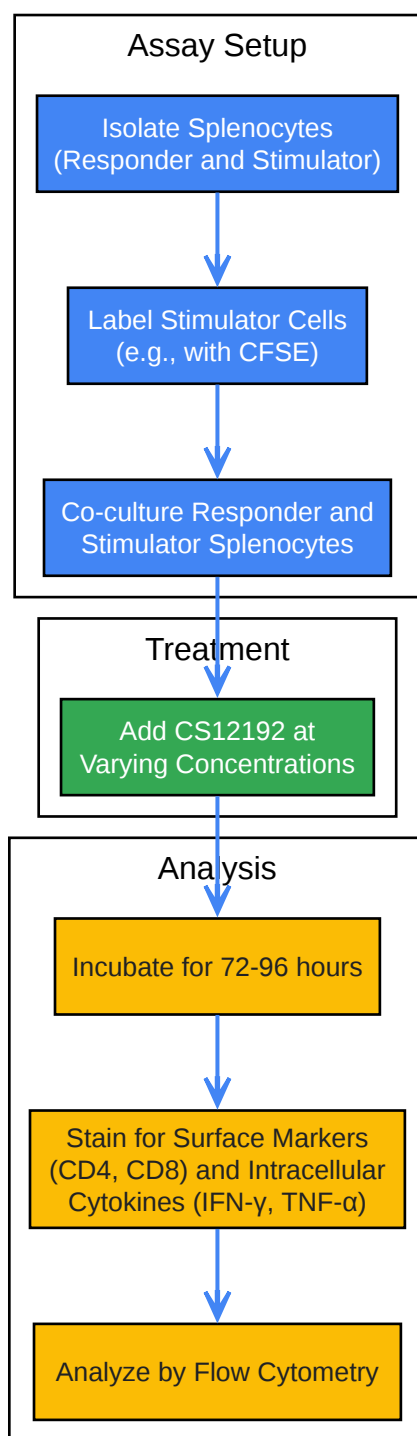 Assay Setup
Isolate Splenocytes
(Responder and Stimulator)
Label Stimulator Cells
(e.g., with CFSE)
Co-culture Responder and
Stimulator Splenocytes
Treatment
Add CS12192 at
Varying Concentrations
Analysis
Incubate for 72-96 hours
Stain for Surface Markers
(CD4, CD8) and Intracellular
Cytokines (IFN-γ, TNF-α)
Analyze by Flow Cytometry